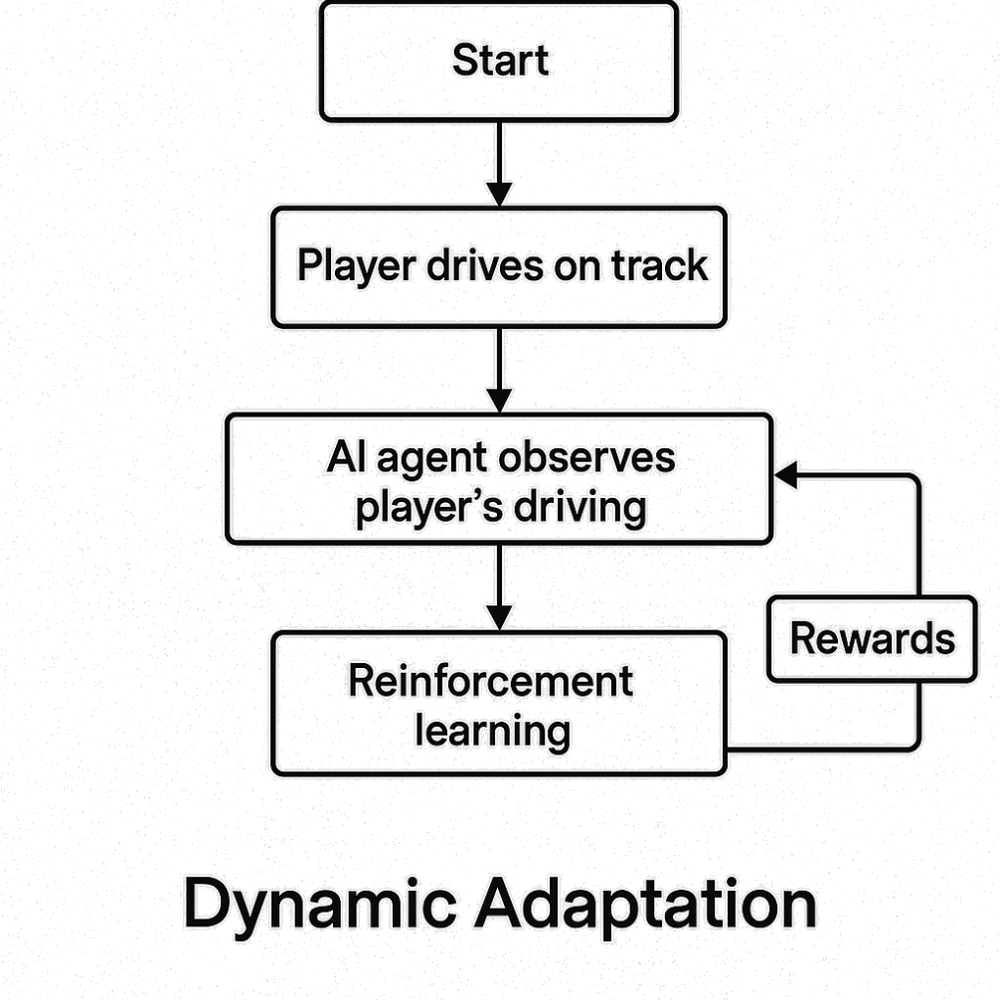 Start
Player drives on track
AI agent observes
player’s driving
Rewards
Reinforcement
learning
Dynamic Adaptation